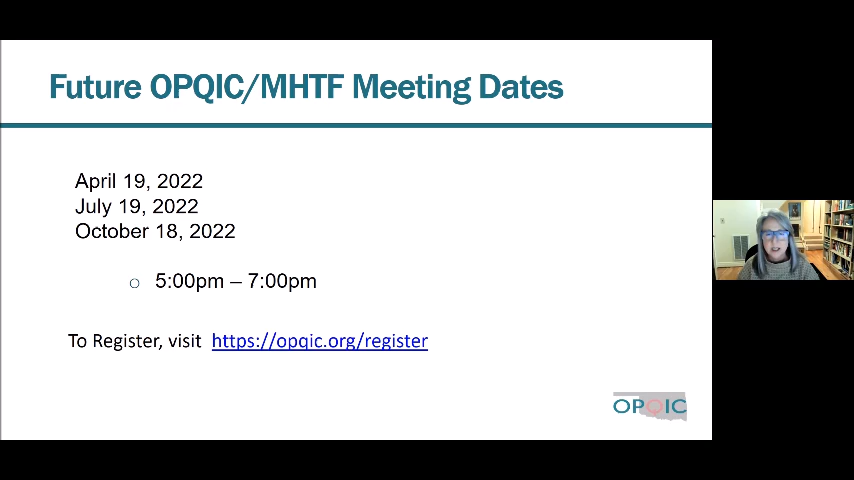 Future OPQIC/MHTF Meeting Dates
April 19, 2022
July 19, 2022
October 18, 2022
5:00pm – 7:00pm
To Register, visit https://opqic.org/register
OPQIC